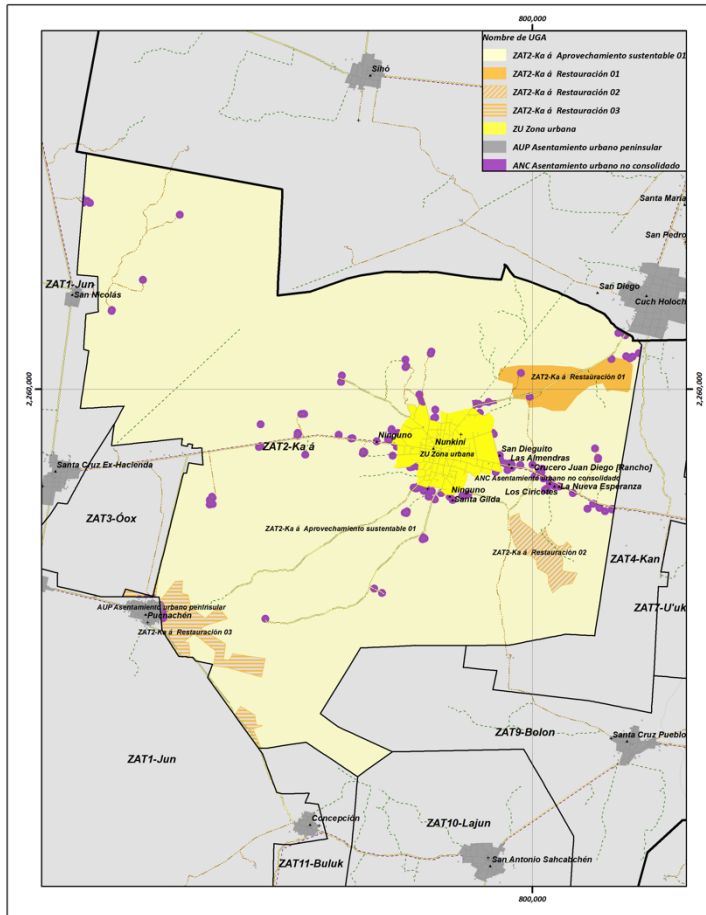 800,000
Nombre de UGA
ZAT2-Ka á Aprovechamiento sustentable 01
ZAT2-Ka á Restauración 01
ZAT2-Ka á Restauración 02
ZAT2-Ka á Restauración 03
ZU Zona urbana
AUP Asentamiento urbano peninsular
ANC Asentamiento urbano no consolidado
Sihó
Santa María
San Pedro
ZAT1-Jun
San Nicolás
San Diego
Cuch Holoch
2,260,000
2,260,000
ZAT2-Ka á Restauración 01
Ninguno
Nunkiní
ZAT2-Ka á
ZU Zona urbana
San Dieguito
Las Almendras
Crucero Juan Diego [Rancho]
Santa Cruz Ex-Hacienda
ANC Asentamiento urbano no consolidado
La Nueva Esperanza
Ninguno
Los Ciricotes
Santa Gilda
ZAT3-Óox
ZAT2-Ka á Aprovechamiento sustentable 01
ZAT2-Ka á Restauración 02
ZAT4-Kan
AUP Asentamiento urbano peninsular
Pucnachén
ZAT7-U'uk
ZAT2-Ka á Restauración 03
ZAT9-Bolon
Santa Cruz Pueblo
ZAT1-Jun
Concepción
ZAT10-Lajun
ZAT11-Buluk
San Antonio Sahcabchén
800,000